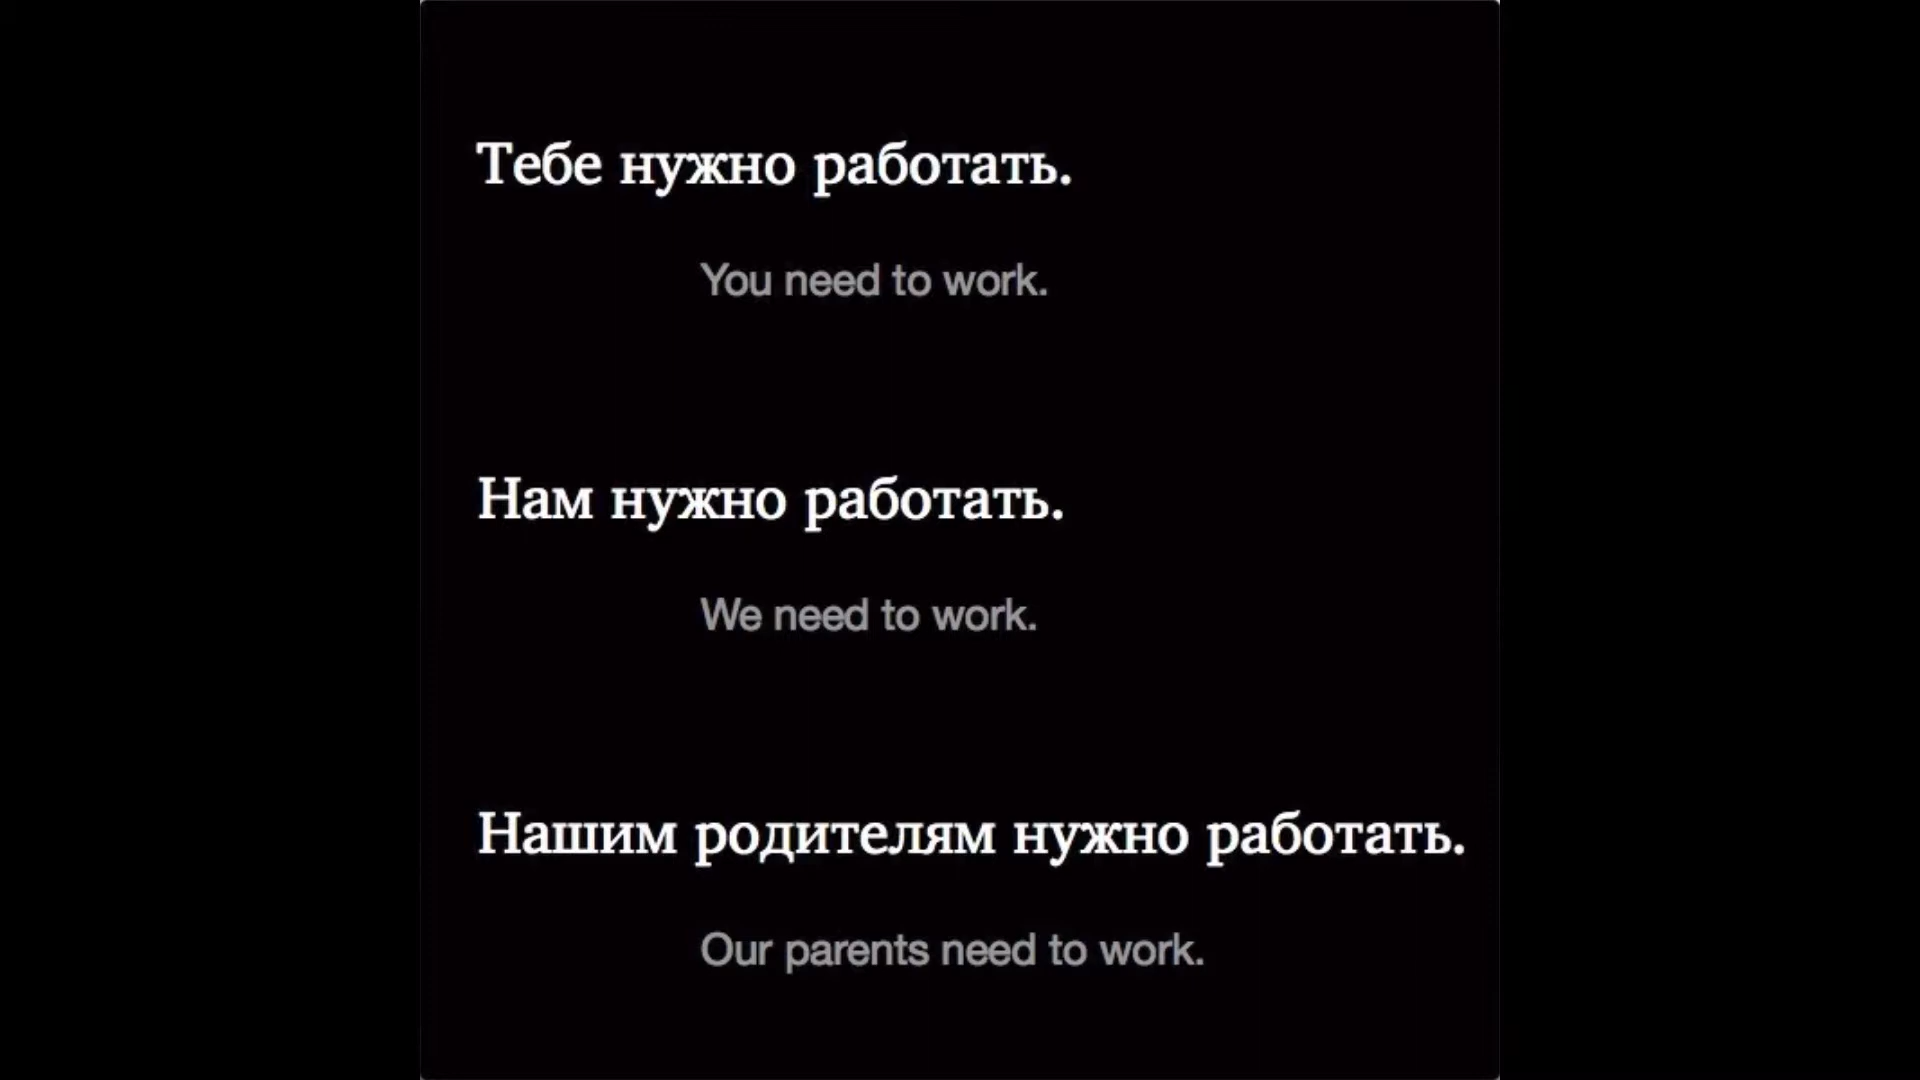 Тебе нужно работать.
You need to work.
Нам нужно работать.
We need to work.
Нашим родителям нужно работать.
Our parents need to work.